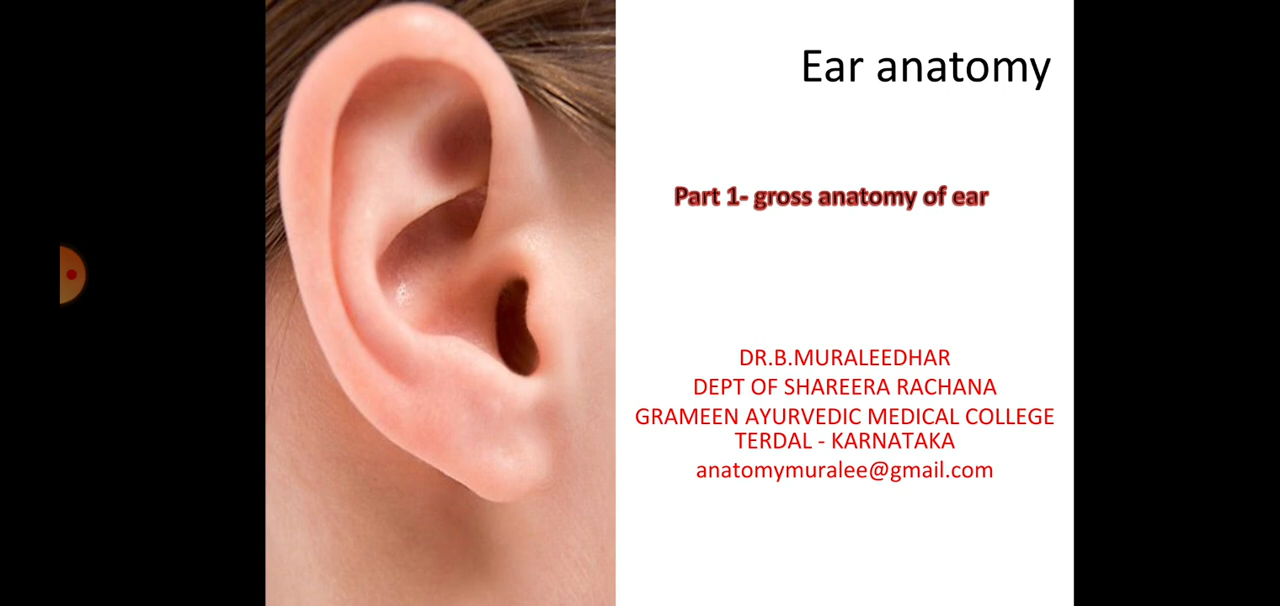 Ear anatomy
Part 1- gross anatomy of ear
DR.B.MURALEEDHAR
DEPT OF SHAREERA RACHANA
GRAMEEN AYURVEDIC MEDICAL COLLEGE
TERDAL - KARNATAKA
anatomymuralee@gmail.com